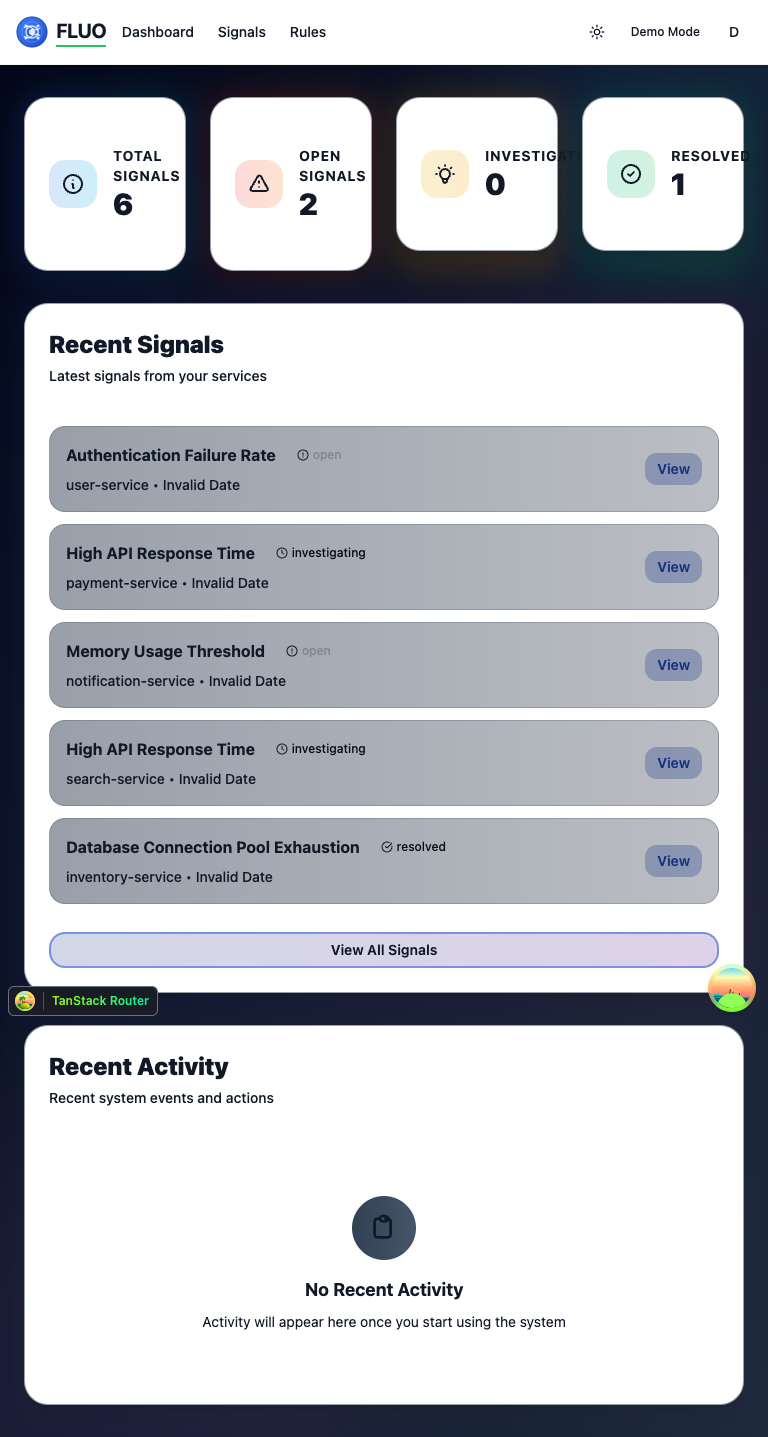 FLUO
Dashboard
Signals
Rules
Demo Mode
D
TOTAL
SIGNALS
6
OPEN
SIGNALS
2
0
RESOLVED
1
Recent Signals
Latest signals from your services
Authentication Failure Rate
open
user-service • Invalid Date
View
High API Response Time
investigating
payment-service • Invalid Date
View
Memory Usage Threshold
open
notification-service • Invalid Date
View
High API Response Time
investigating
search-service • Invalid Date
View
Database Connection Pool Exhaustion
resolved
inventory-service • Invalid Date
View
View All Signals
TanStack Router
Recent Activity
Recent system events and actions
No Recent Activity
Activity will appear here once you start using the system